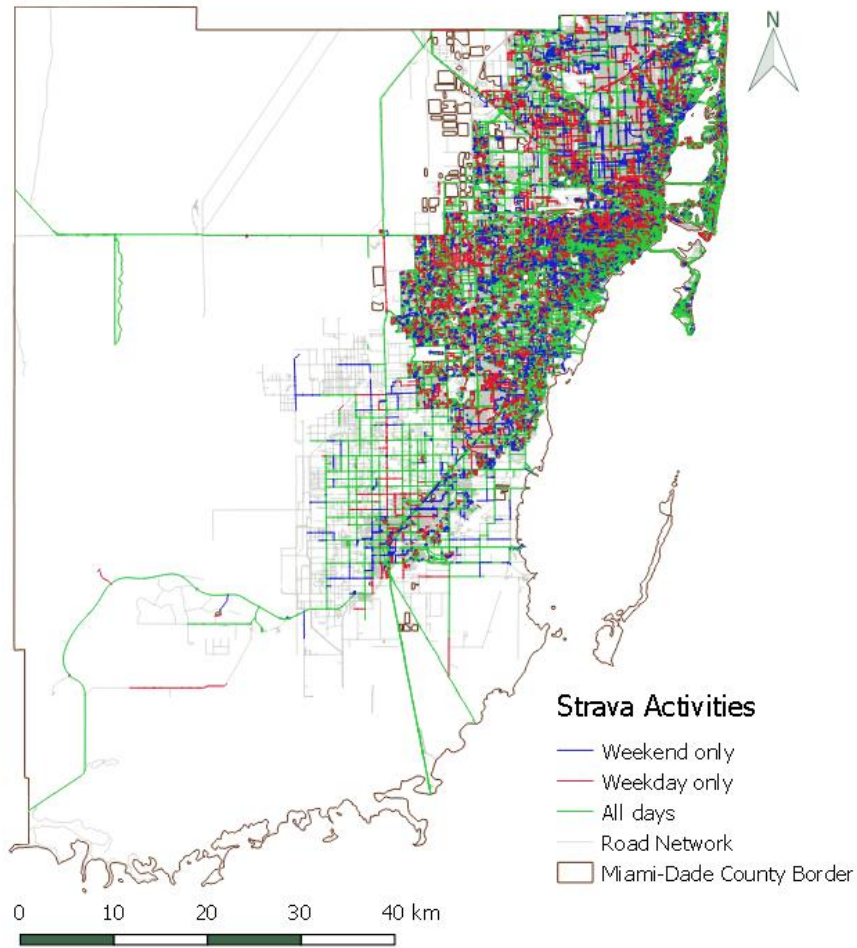 N
Strava Activities
Weekend only
Weekday only
All days
Road Network
Miami-Dade County Border
0 10 20 30 40 km